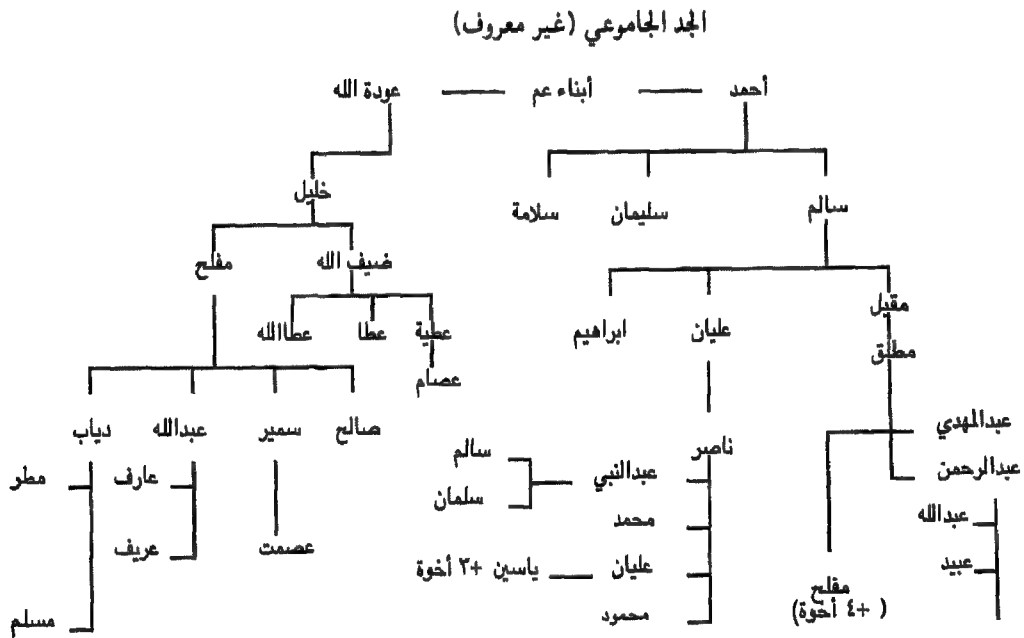 الجد الجاموعي (غير معروف)
أحمد أبناء عم عودة الله
سالم سليمان سلامة
خليل
ضيف الله مفلح
مقبل
عليان ابراهيم
عطية عطا عطاالله
مطلق
عصام
عبدالمهدي
صالح سمير عبدالله دياب
ناصر
عبدالرحمن
عبدالنبي
سالم
سلمان
عارف
مطر
عبدالله
محمد
عصمت
عريف
عبيد
عليان
ياسين +٣ أخوة
مفلح
( +٤ أخوة)
محمود
مسلم